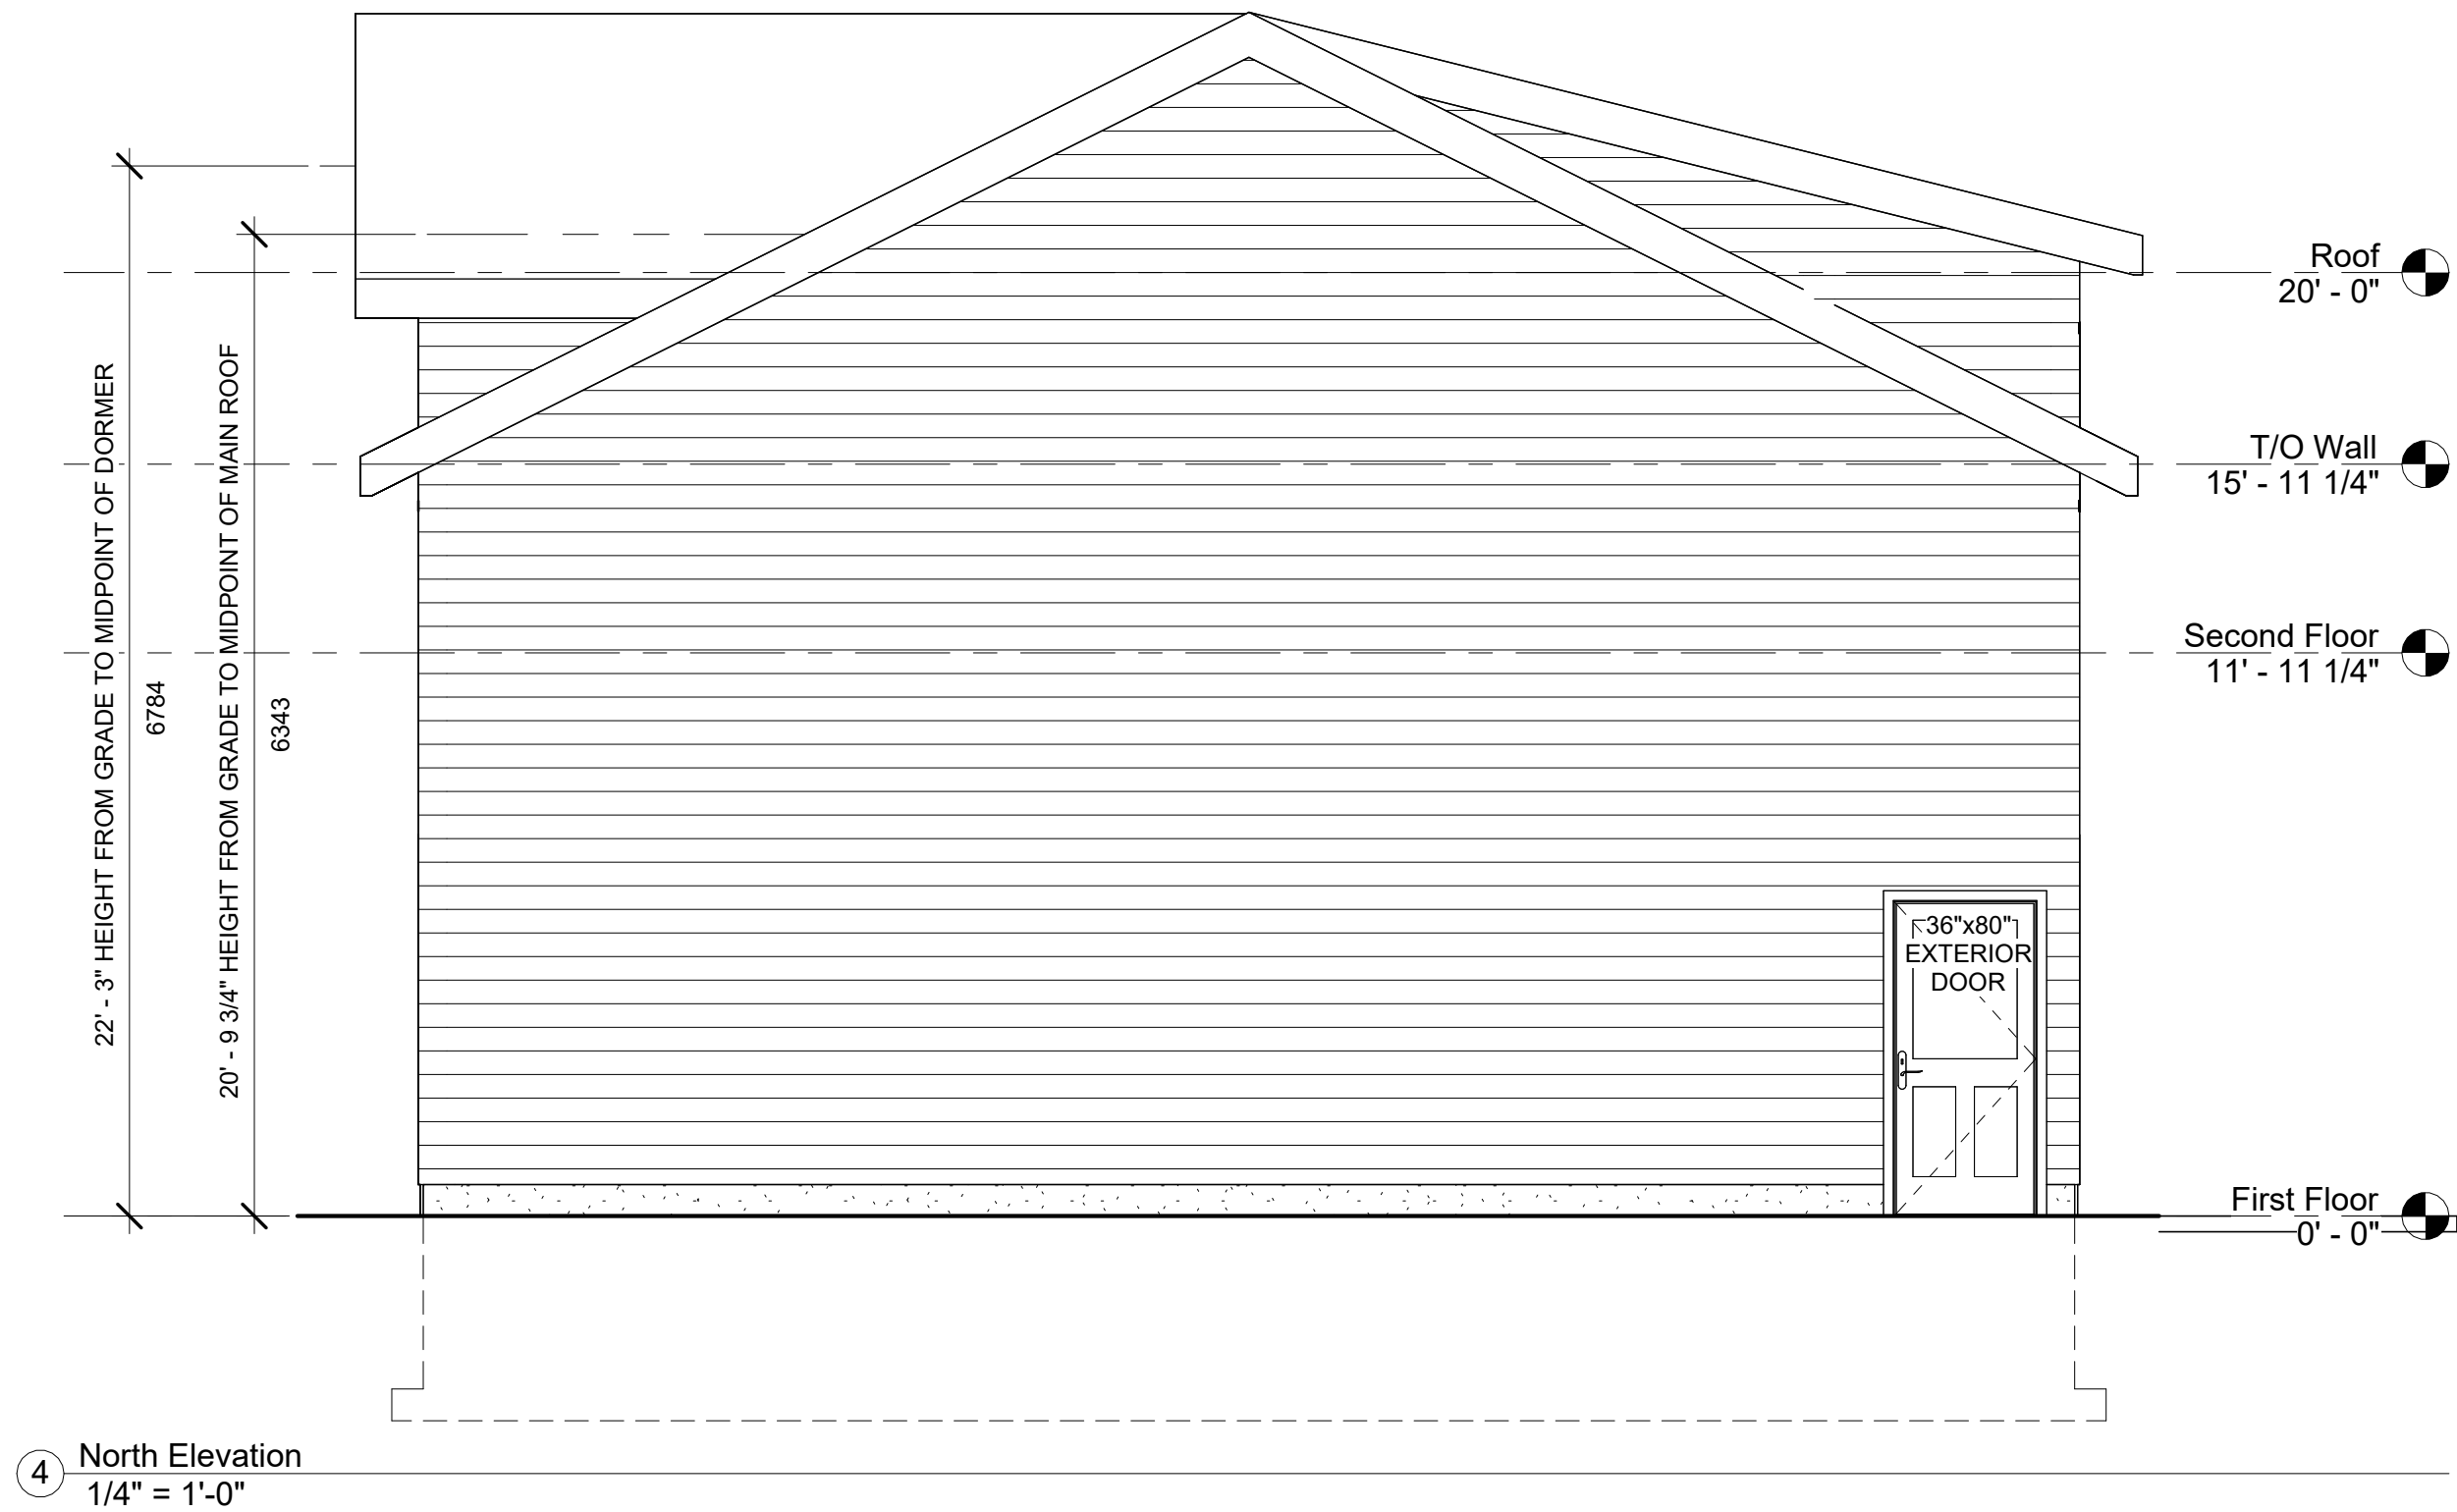 22' - 3" HEIGHT FROM GRADE TO MIDPOINT OF DORMER
6784
20' - 9 3/4" HEIGHT FROM GRADE TO MIDPOINT OF MAIN ROOF
6343
Roof
20' - 0"
T/O Wall
15' - 11 1/4"
Second Floor
11' - 11 1/4"
36"x80"
EXTERIOR
DOOR
First Floor
0' - 0"
4
North Elevation
1/4" = 1'-0"